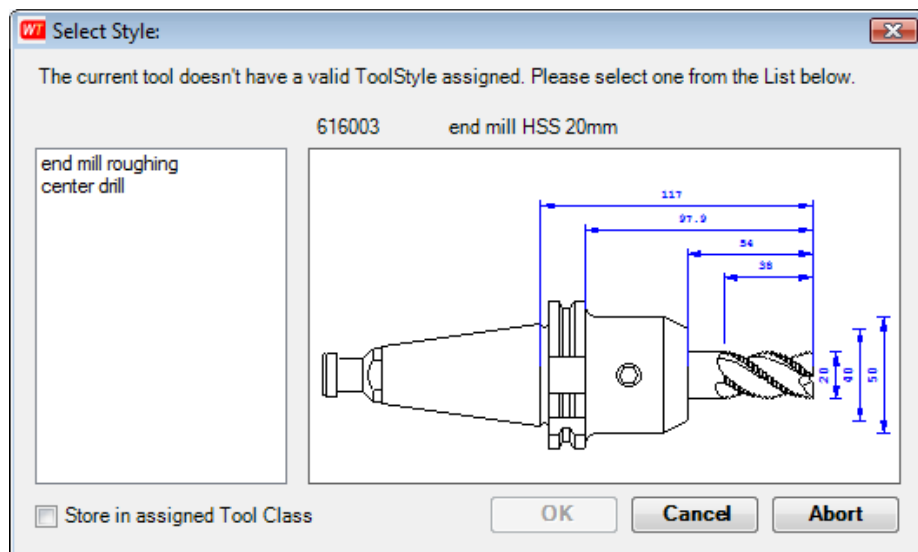 WT Select Style:
The current tool doesn't have a valid ToolStyle assigned. Please select one from the List below.
616003 end mill HSS 20mm
end mill roughing
center drill
117
97.9
54
38
20
40
50
Store in assigned Tool Class
OK
Cancel
Abort